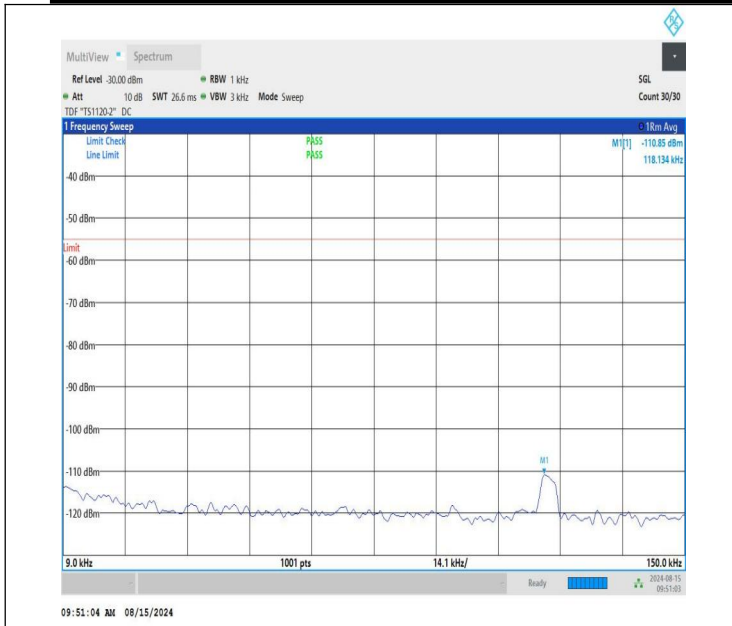 R S
MultiView Spectrum
Ref Level -30.00 dBm RBW 1 kHz SGL
Att 10 dB SWT 26.6 ms VBW 3 kHz Mode Sweep Count 30/30
TDF "TS1120-2" DC
1 Frequency Sweep 1Rm Avg
Limit Check PASS M1[1] -110.85 dBm
Line Limit PASS 118.134 kHz
-40 dBm
-50 dBm
Limit
-60 dBm
-70 dBm
-80 dBm
-90 dBm
-100 dBm
M1
-110 dBm
-120 dBm
9.0 kHz 1001 pts 14.1 kHz/ 150.0 kHz
Ready 2024-08-15
09:51:03
09:51:04 AM 08/15/2024